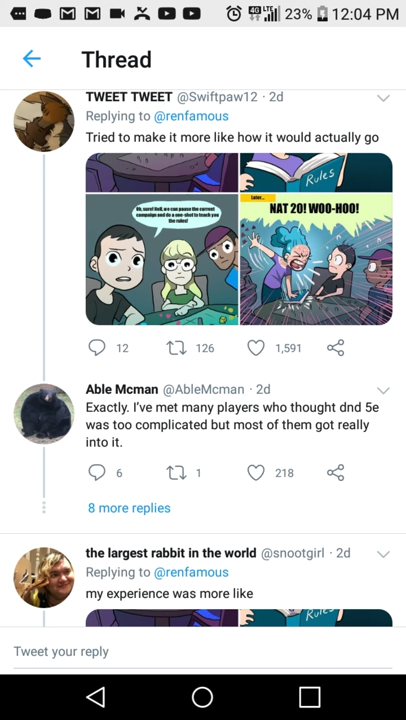 23% 12:04 PM
Thread
TWEET TWEET @Swiftpaw12 · 2d
Replying to @renfamous
Tried to make it more like how it would actually go
Rules
Uh, sure! Hell, we can pause the current
campaign and do a one-shot to teach you
the rules!
Later...
NAT 20! WOO-HOO!
12 126 1,591
Able Mcman @AbleMcman · 2d
Exactly. I've met many players who thought dnd 5e
was too complicated but most of them got really
into it.
6 1 218
8 more replies
the largest rabbit in the world @snootgirl · 2d
Replying to @renfamous
my experience was more like
Rules
Tweet your reply